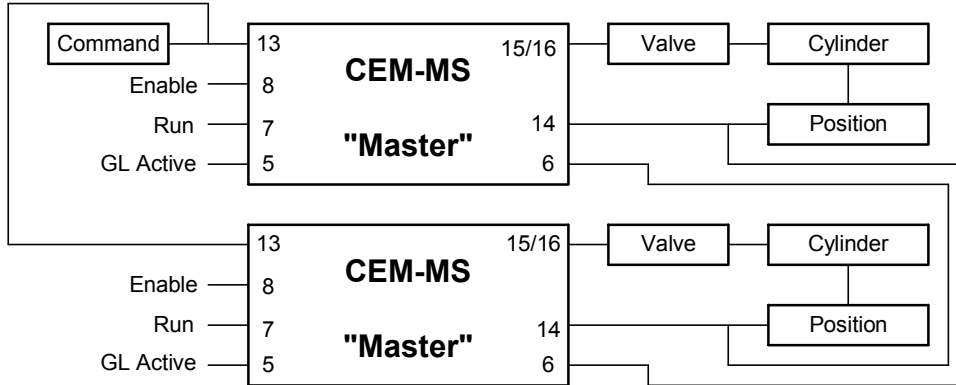 Command
13
15/16
Valve
Cylinder
CEM-MS
Enable
8
Run
7
"Master"
14
Position
GL Active
5
6
13
15/16
Valve
Cylinder
CEM-MS
Enable
8
Run
7
"Master"
14
Position
GL Active
5
6